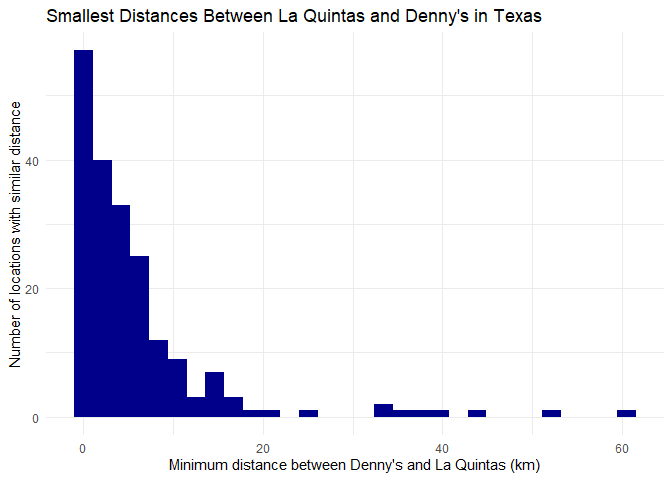 Smallest Distances Between La Quintas and Denny's in Texas
Number of locations with similar distance
40
20
0
0 20 40 60
Minimum distance between Denny's and La Quintas (km)